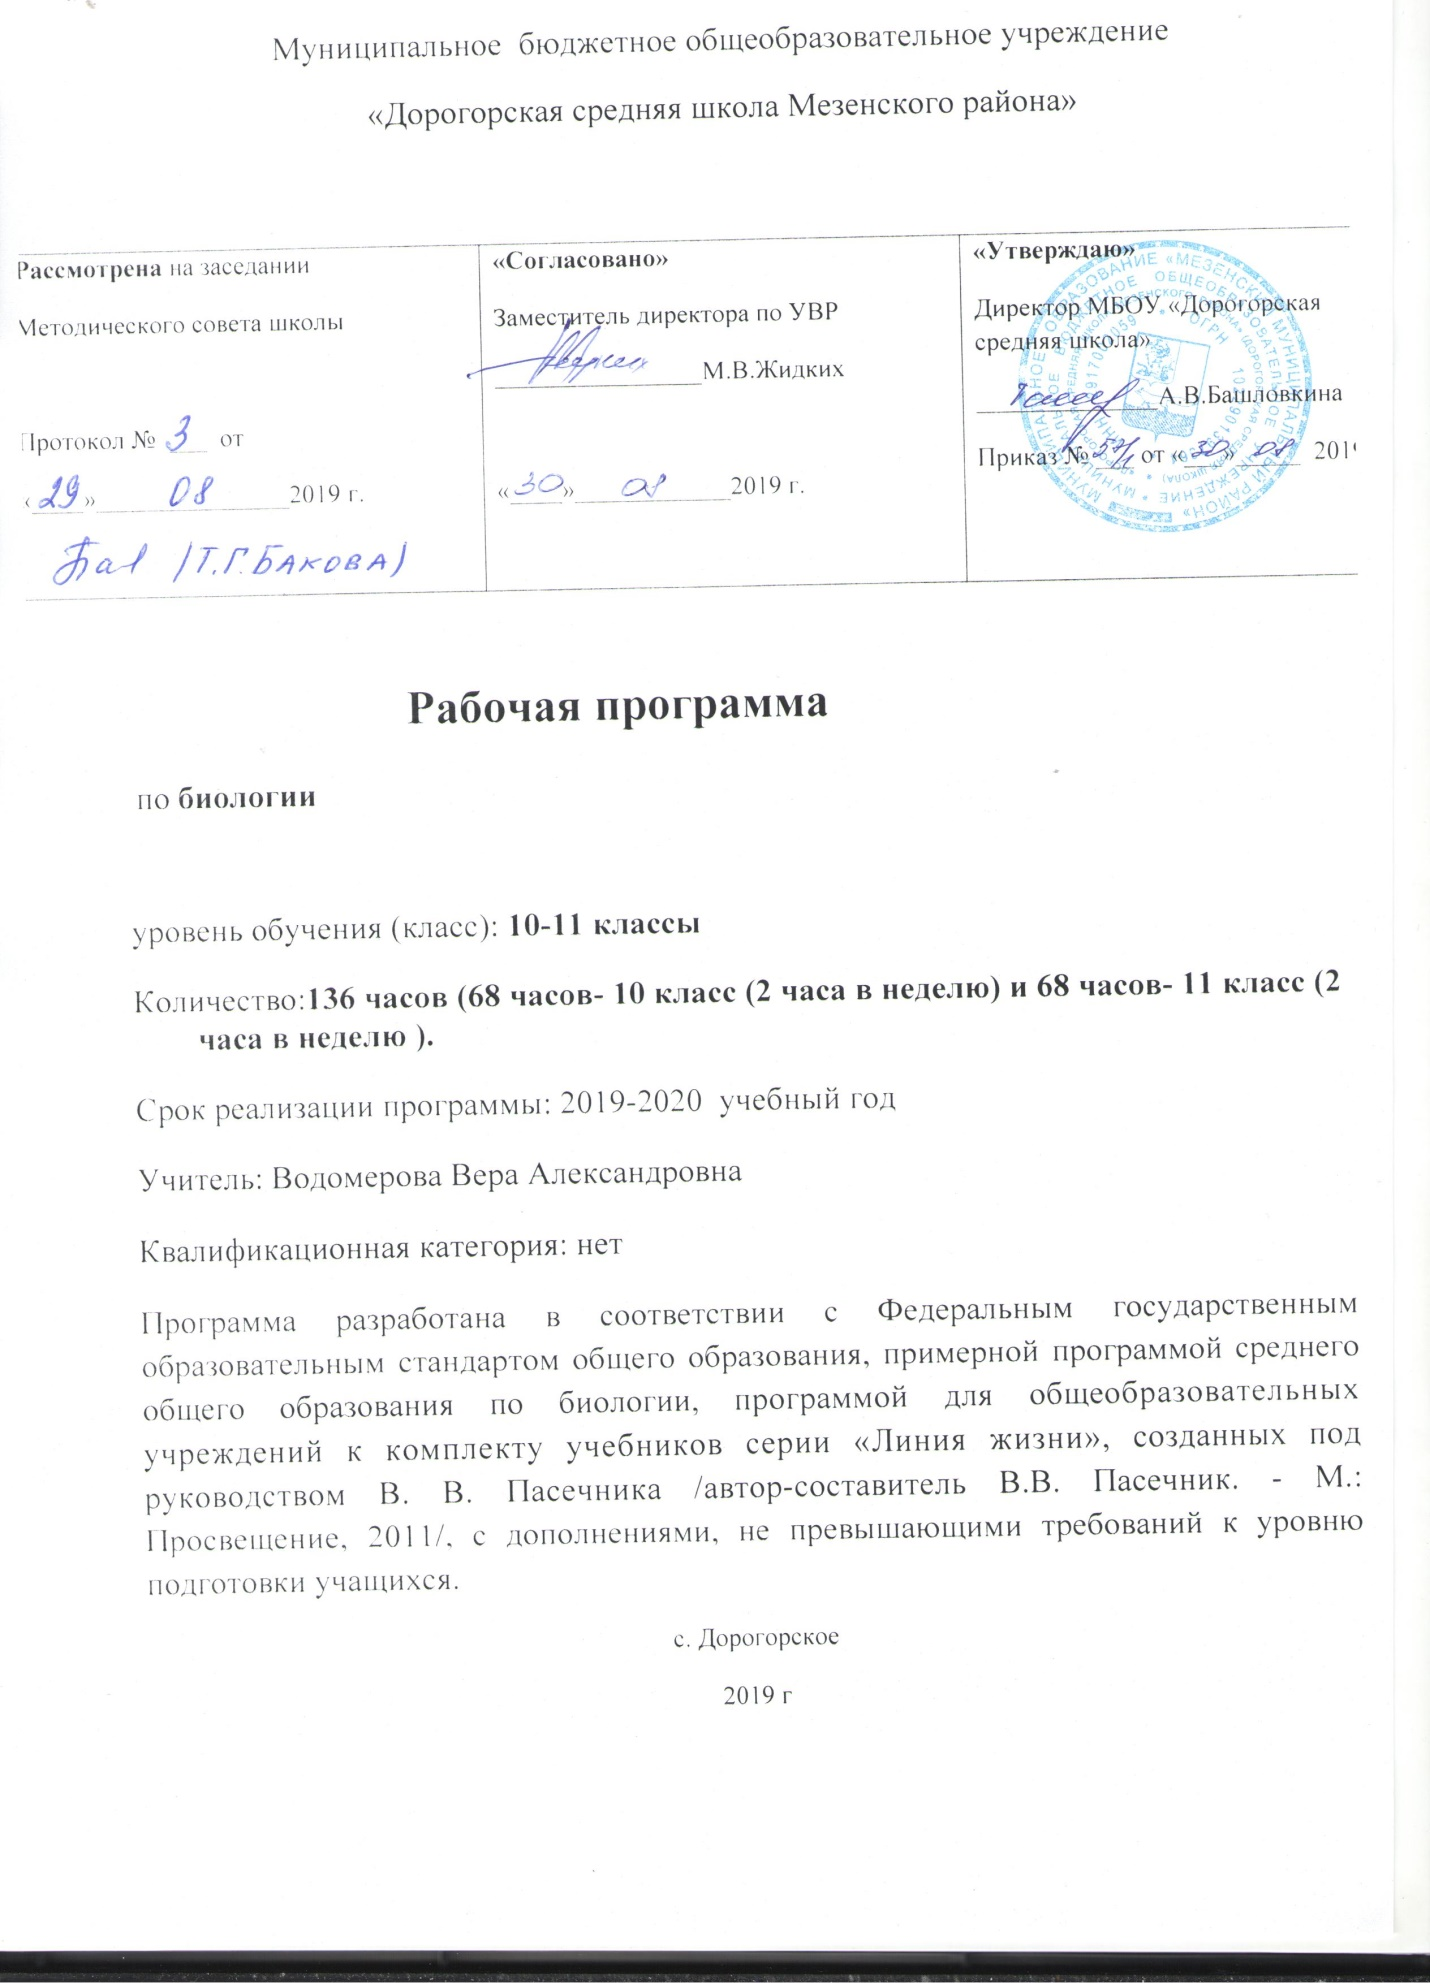 Муниципальное бюджетное общеобразовательное учреждение
«Дорогорская средняя школа Мезенского района»
Рассмотрена на заседании
Методического совета школы
Протокол № 3 от
«29» 08 2019 г.
(Т.Г.БАКОВА)
«Согласовано»
Заместитель директора по УВР
М.В.Жидких
«30» 08 2019 г.
«Утверждаю»
Директор МБОУ «Дорогорская
средняя школа»
А.В.Башловкина
Приказ № 57/1 от «30» 08 2019
Рабочая программа
по биологии
уровень обучения (класс): 10-11 классы
Количество:136 часов (68 часов- 10 класс (2 часа в неделю) и 68 часов- 11 класс (2
часа в неделю ).
Срок реализации программы: 2019-2020 учебный год
Учитель: Водомерова Вера Александровна
Квалификационная категория: нет
Программа разработана в соответствии с Федеральным государственным
образовательным стандартом общего образования, примерной программой среднего
общего образования по биологии, программой для общеобразовательных
учреждений к комплекту учебников серии «Линия жизни», созданных под
руководством В. В. Пасечника /автор-составитель В.В. Пасечник. - М.:
Просвещение, 2011/, с дополнениями, не превышающими требований к уровню
подготовки учащихся.
с. Дорогорское
2019 г